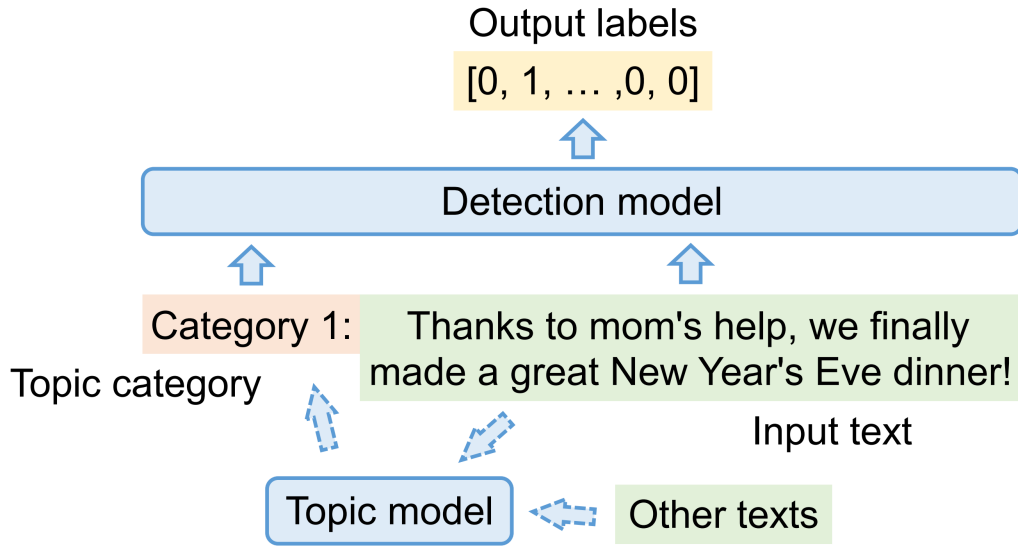 Output labels
[0, 1, … ,0, 0]
Detection model
Category 1:
Thanks to mom's help, we finally
made a great New Year's Eve dinner!
Topic category
Input text
Topic model
Other texts